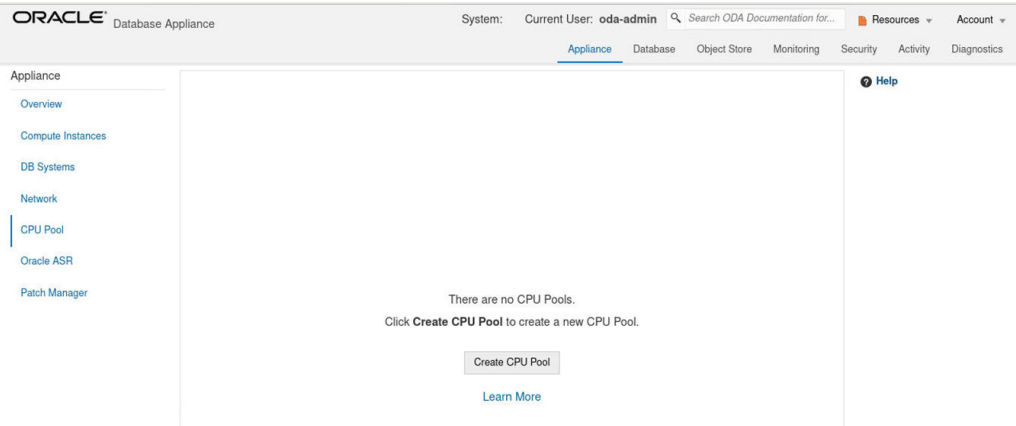 ORACLE® Database Appliance
System: Current User: oda-admin Search ODA Documentation for... Resources Account
Appliance Database Object Store Monitoring Security Activity Diagnostics
Appliance
Overview
Compute Instances
DB Systems
Network
CPU Pool
Oracle ASR
Patch Manager
There are no CPU Pools.
Click Create CPU Pool to create a new CPU Pool.
Create CPU Pool
Learn More
Help